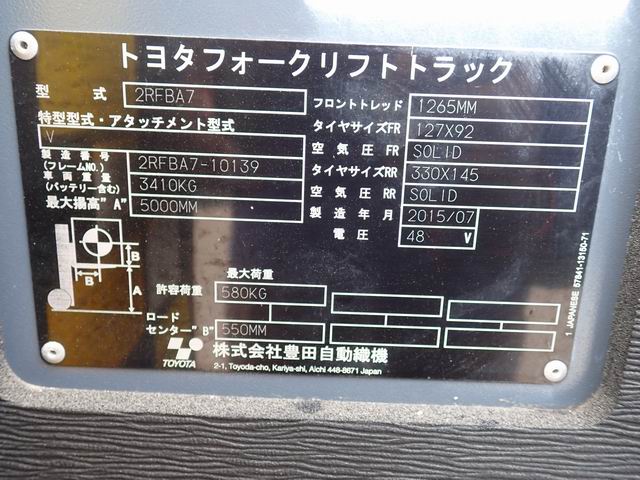 トヨタフォークリフトトラック
型式 2RFBA7
フロントトレッド 1265MM
特型型式・アタッチメント型式
V
タイヤサイズFR 127X92
空気圧 FR SOLID
製造番号
(フレームNO.) 2RFBA7-10139
タイヤサイズRR 330X145
車両重量
(バッテリー含む) 3410KG
空気圧 RR SOLID
最大揚高"A" 5000MM
製造年月 2015/07
電圧 48 V
B
B
A
最大荷重
許容荷重 580KG
ロード
センター"B" 550MM
TOYOTA
株式会社豊田自動織機
2-1, Toyoda-cho, Kariya-shi, Aichi 448-8671 Japan
1 JAPANESE 57841-13150-71